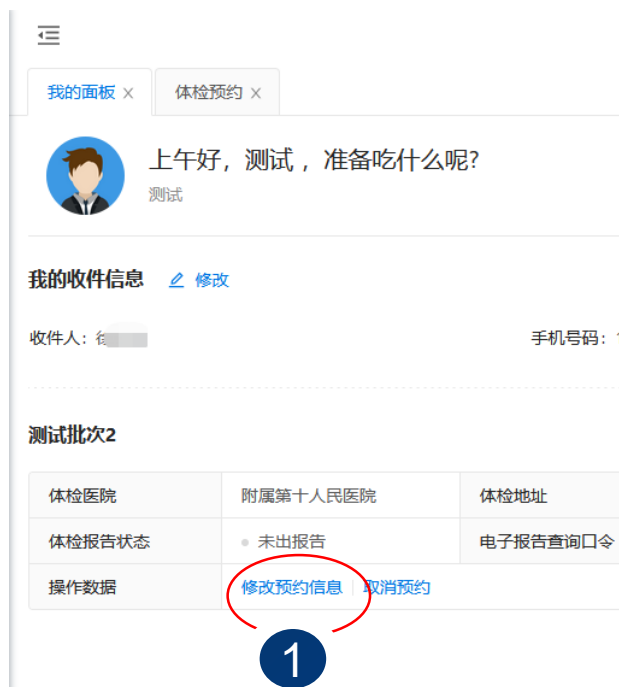 我的面板 × 体检预约 ×
上午好，测试 ，准备吃什么呢?
测试
我的收件信息 修改
收件人： 手机号码：
测试批次2
体检医院 附属第十人民医院 体检地址
体检报告状态 未出报告 电子报告查询口令
操作数据 修改预约信息 取消预约
1